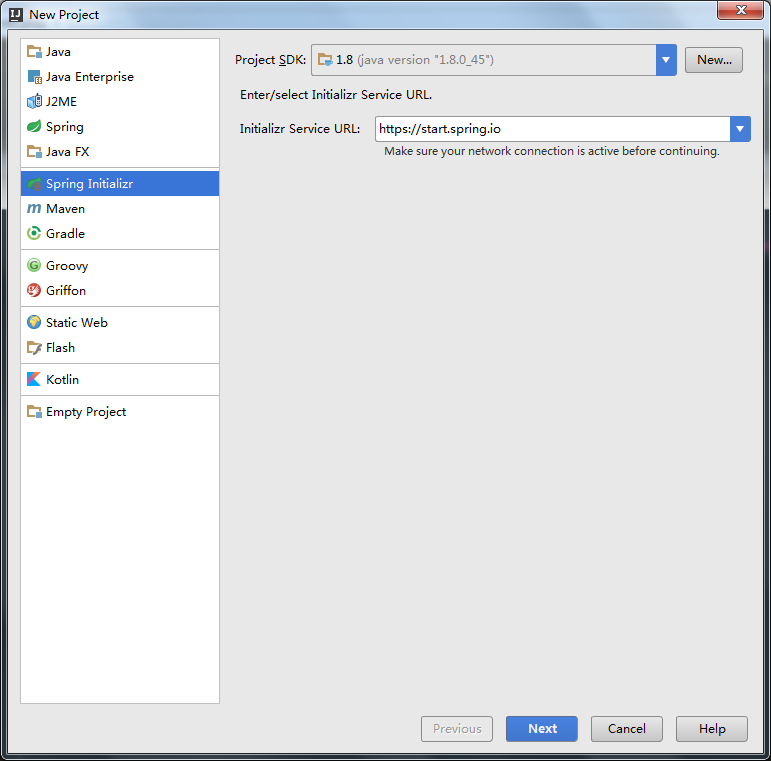 New Project
Java
Java Enterprise
J2ME
Spring
Java FX
Spring Initializr
Maven
Gradle
Groovy
Griffon
Static Web
Flash
Kotlin
Empty Project
Project SDK: 1.8 (java version "1.8.0_45") New...
Enter/select Initializr Service URL.
Initializr Service URL: https://start.spring.io
Make sure your network connection is active before continuing.
Previous Next Cancel Help